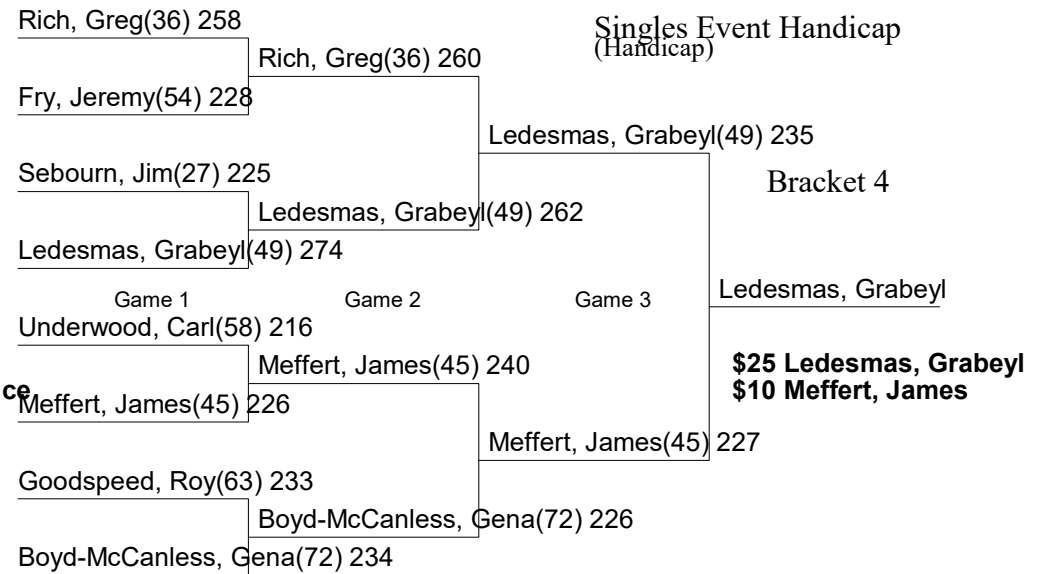 Rich, Greg(36) 258
Singles Event Handicap
(Handicap)
Rich, Greg(36) 260
Fry, Jeremy(54) 228
Ledesmas, Grabeyl(49) 235
Sebourn, Jim(27) 225
Bracket 4
Ledesmas, Grabeyl(49) 262
Ledesmas, Grabeyl(49) 274
Game 1 Game 2 Game 3
Ledesmas, Grabeyl
Underwood, Carl(58) 216
Meffert, James(45) 240
$25 Ledesmas, Grabeyl
$10 Meffert, James
ce
Meffert, James(45) 226
Meffert, James(45) 227
Goodspeed, Roy(63) 233
Boyd-McCanless, Gena(72) 226
Boyd-McCanless, Gena(72) 234